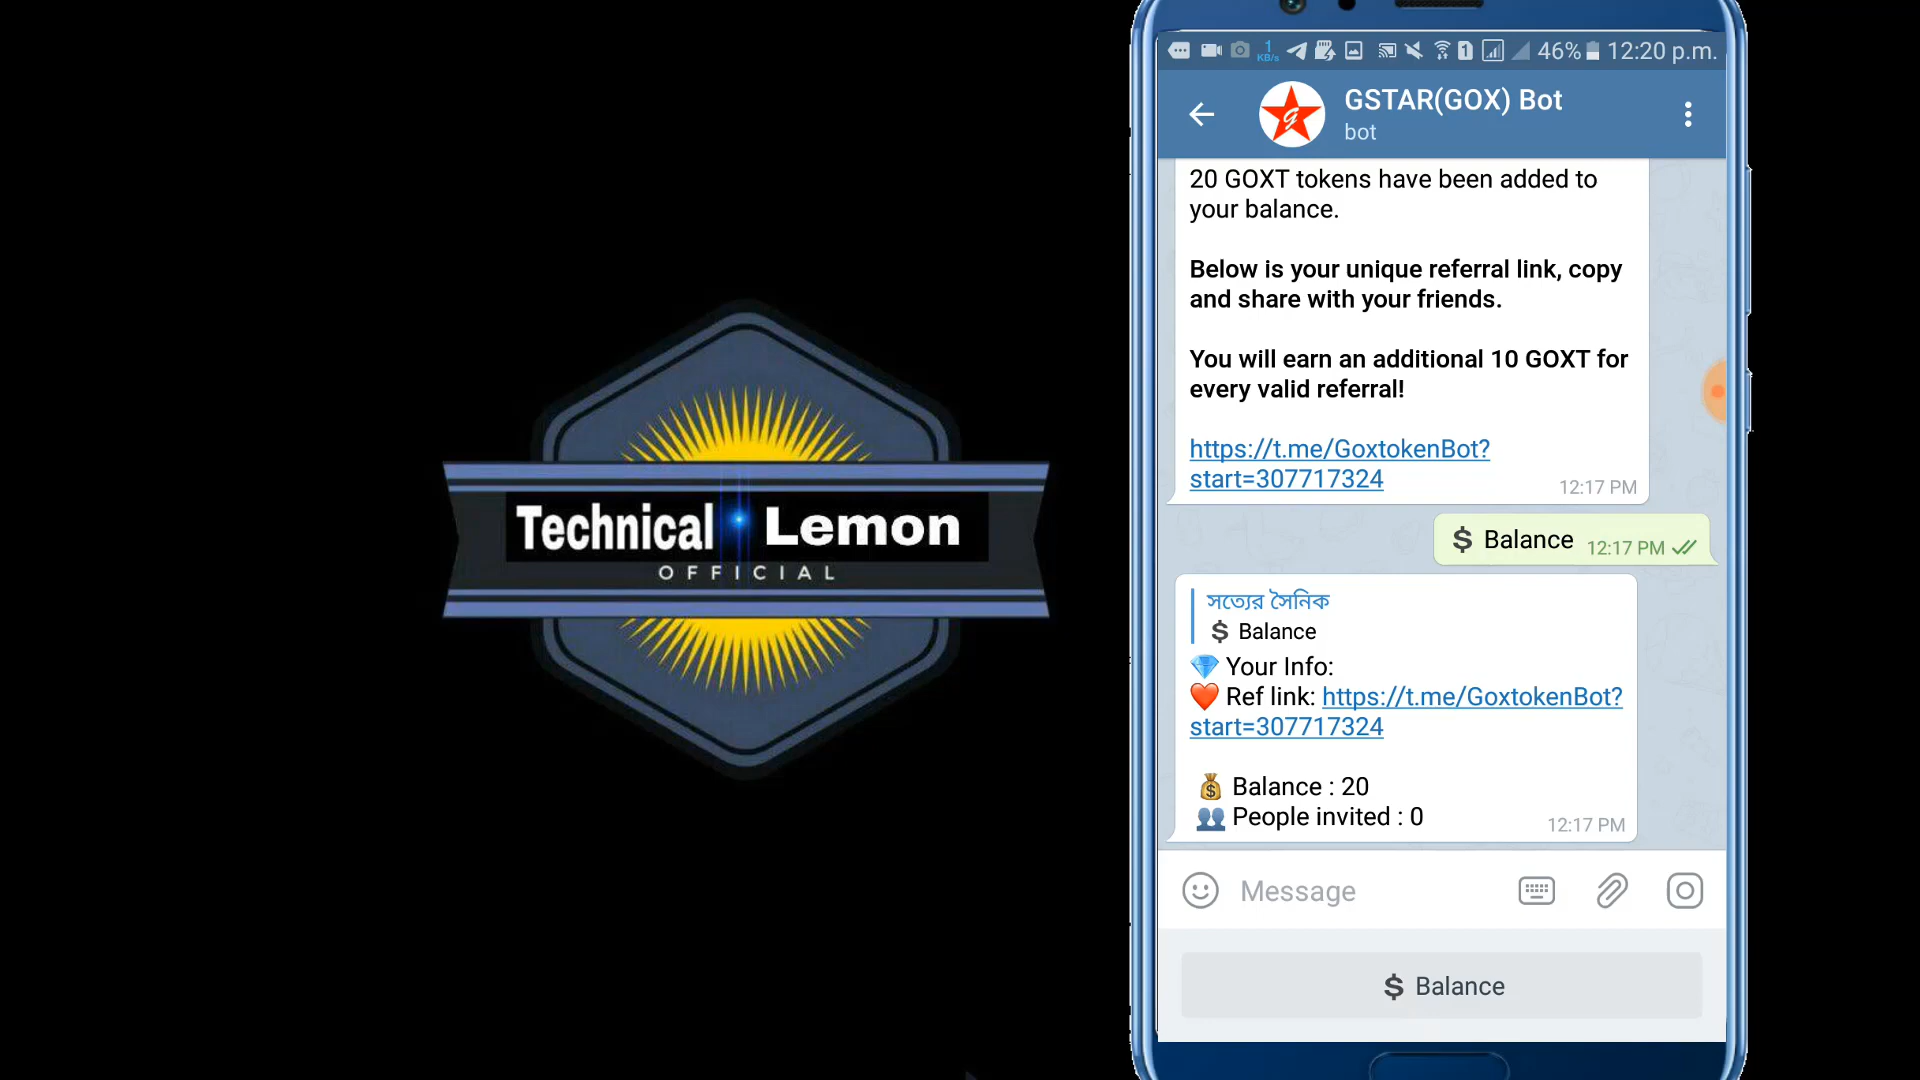 Technical Lemon
OFFICIAL
1
KB/s
1
46%
12:20 p.m.
GSTAR(GOX) Bot
bot
20 GOXT tokens have been added to
your balance.
Below is your unique referral link, copy
and share with your friends.
You will earn an additional 10 GOXT for
every valid referral!
https://t.me/GoxtokenBot?
start=307717324
12:17 PM
$ Balance 12:17 PM
সত্যের সৈনিক
$ Balance
Your Info:
Ref link: https://t.me/GoxtokenBot?
start=307717324
Balance : 20
People invited : 0
12:17 PM
Message
$ Balance